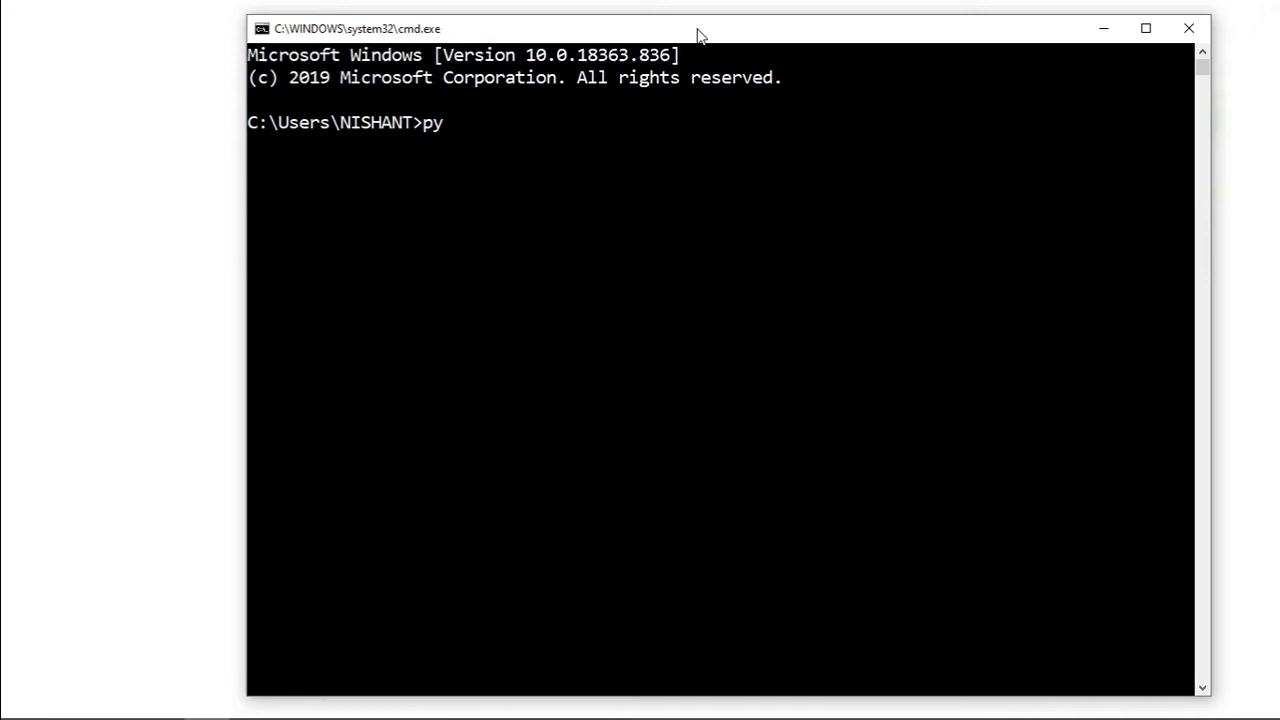 C:\WINDOWS\system32\cmd.exe
Microsoft Windows [Version 10.0.18363.836]
(c) 2019 Microsoft Corporation. All rights reserved.
C:\Users\NISHANT>py